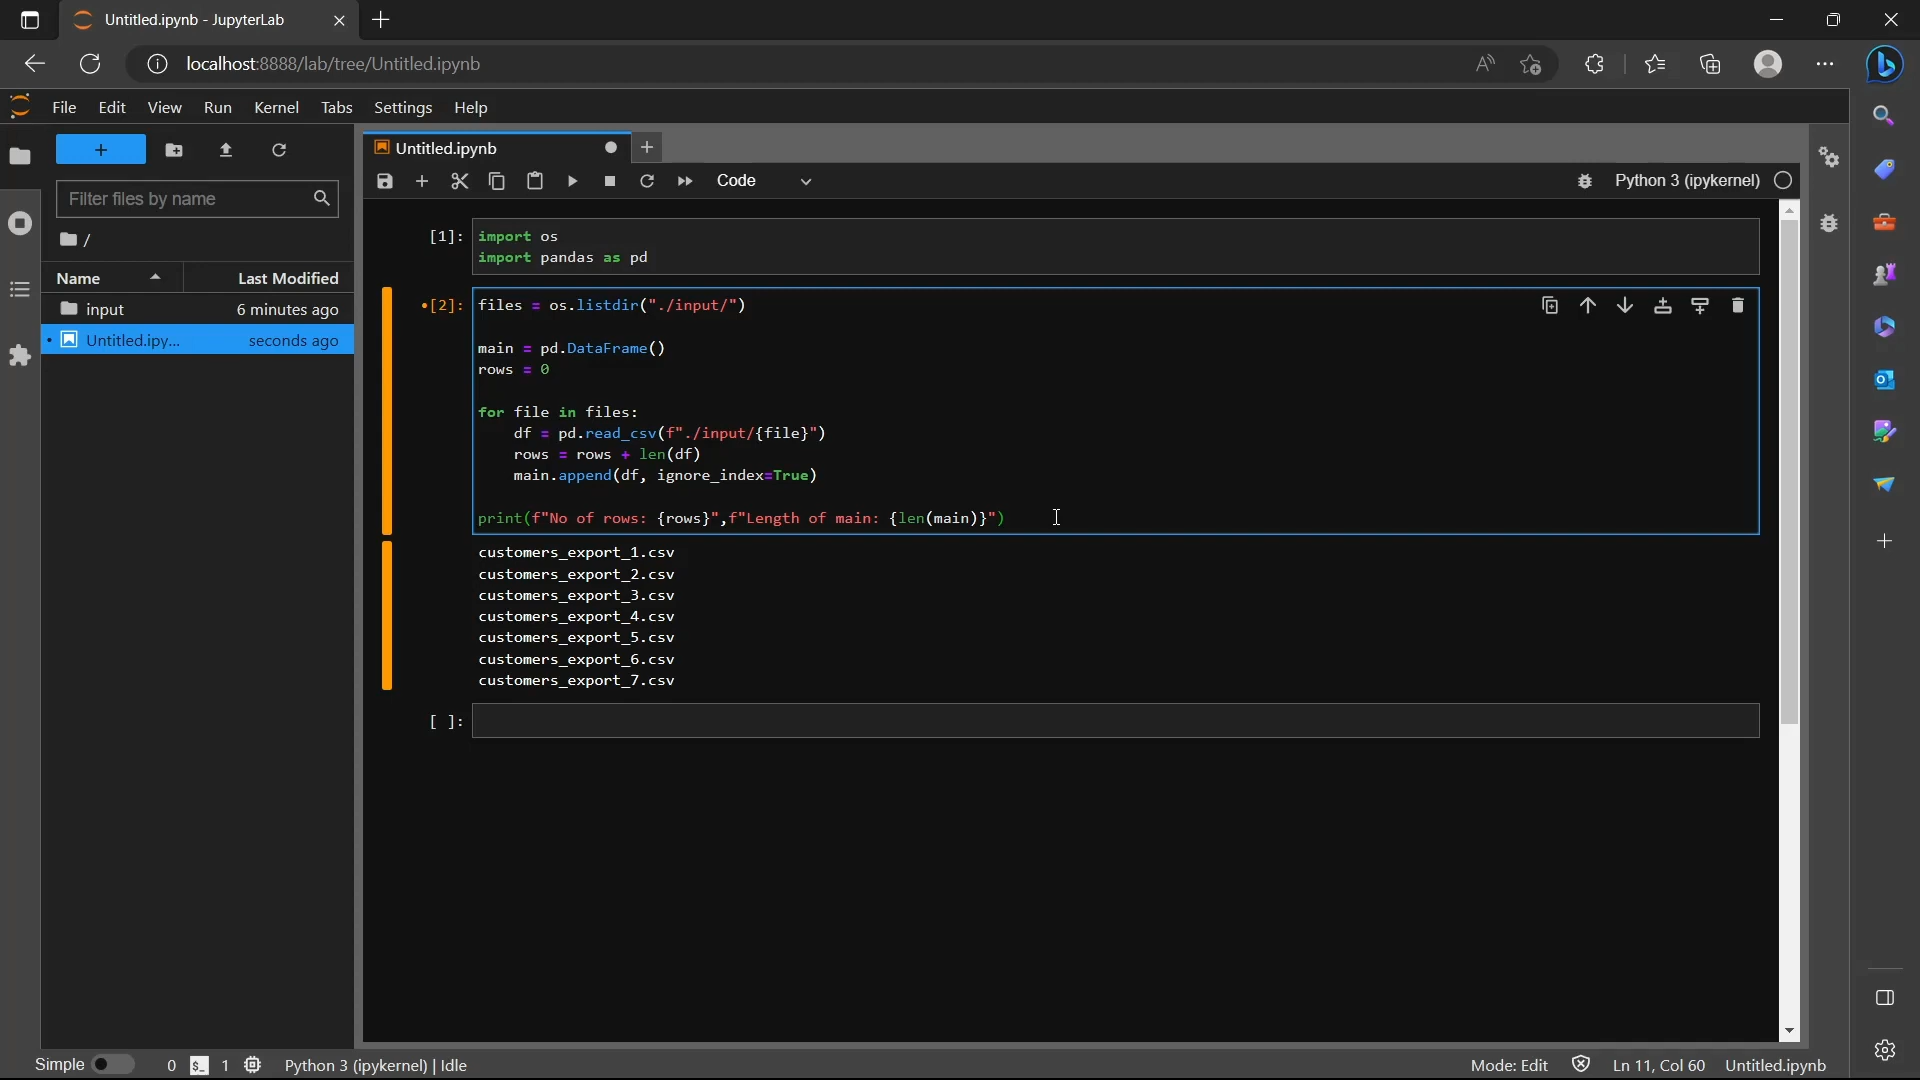 Untitled.ipynb - JupyterLab
localhost:8888/lab/tree/Untitled.ipynb
File Edit View Run Kernel Tabs Settings Help
Filter files by name
/
Name Last Modified
input 6 minutes ago
Untitled.ipy... seconds ago
Untitled.ipynb
Code
Python 3 (ipykernel)
[1]: import os
import pandas as pd
•[2]: files = os.listdir("./input/")
main = pd.DataFrame()
rows = 0
for file in files:
df = pd.read_csv(f"./input/{file}")
rows = rows + len(df)
main.append(df, ignore_index=True)
print(f"No of rows: {rows}",f"Length of main: {len(main)}")
customers_export_1.csv
customers_export_2.csv
customers_export_3.csv
customers_export_4.csv
customers_export_5.csv
customers_export_6.csv
customers_export_7.csv
[ ]:
Simple 0 $_ 1 Python 3 (ipykernel) | Idle
Mode: Edit Ln 11, Col 60 Untitled.ipynb